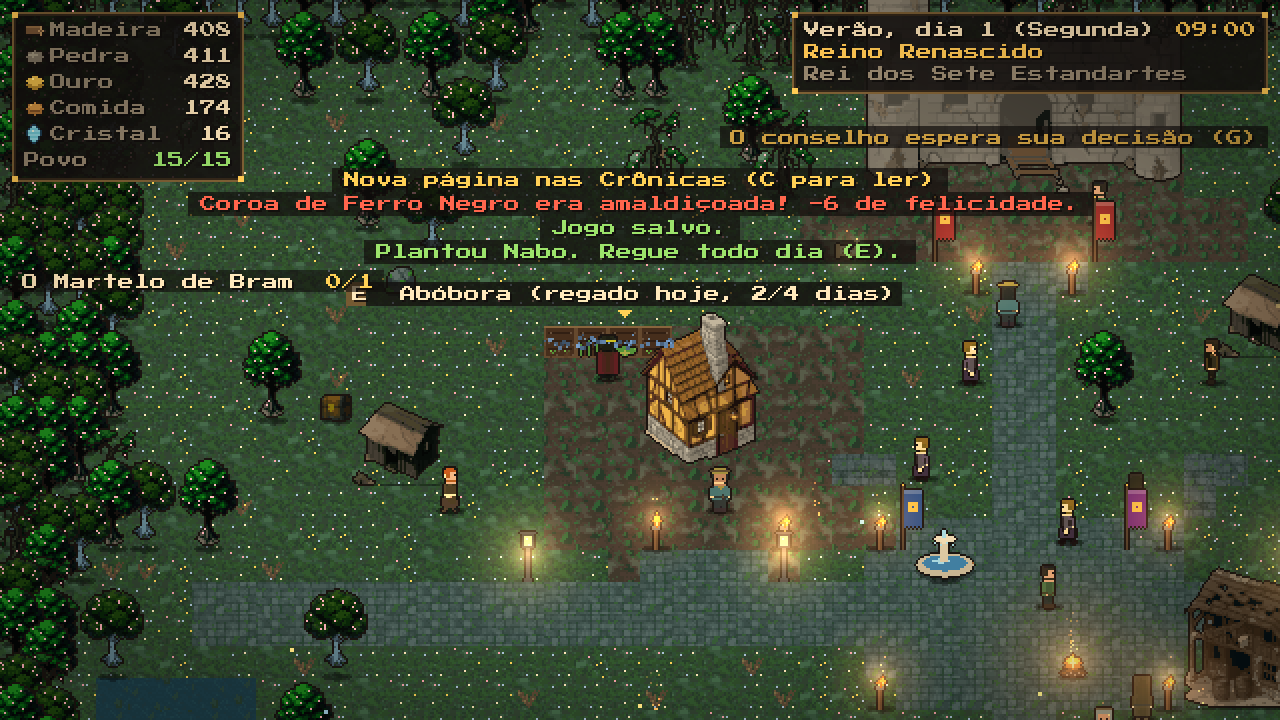 Madeira 408
Pedra 411
Ouro 428
Comida 174
Cristal 16
Povo 15/15
Verão, dia 1 (Segunda) 09:00
Reino Renascido
Rei dos Sete Estandartes
O conselho espera sua decisão (G)
Nova página nas Crônicas (C para ler)
Coroa de Ferro Negro era amaldiçoada! -6 de felicidade.
Jogo salvo.
Plantou Nabo. Regue todo dia (E).
O Martelo de Bram 0/1
E Abóbora (regado hoje, 2/4 dias)